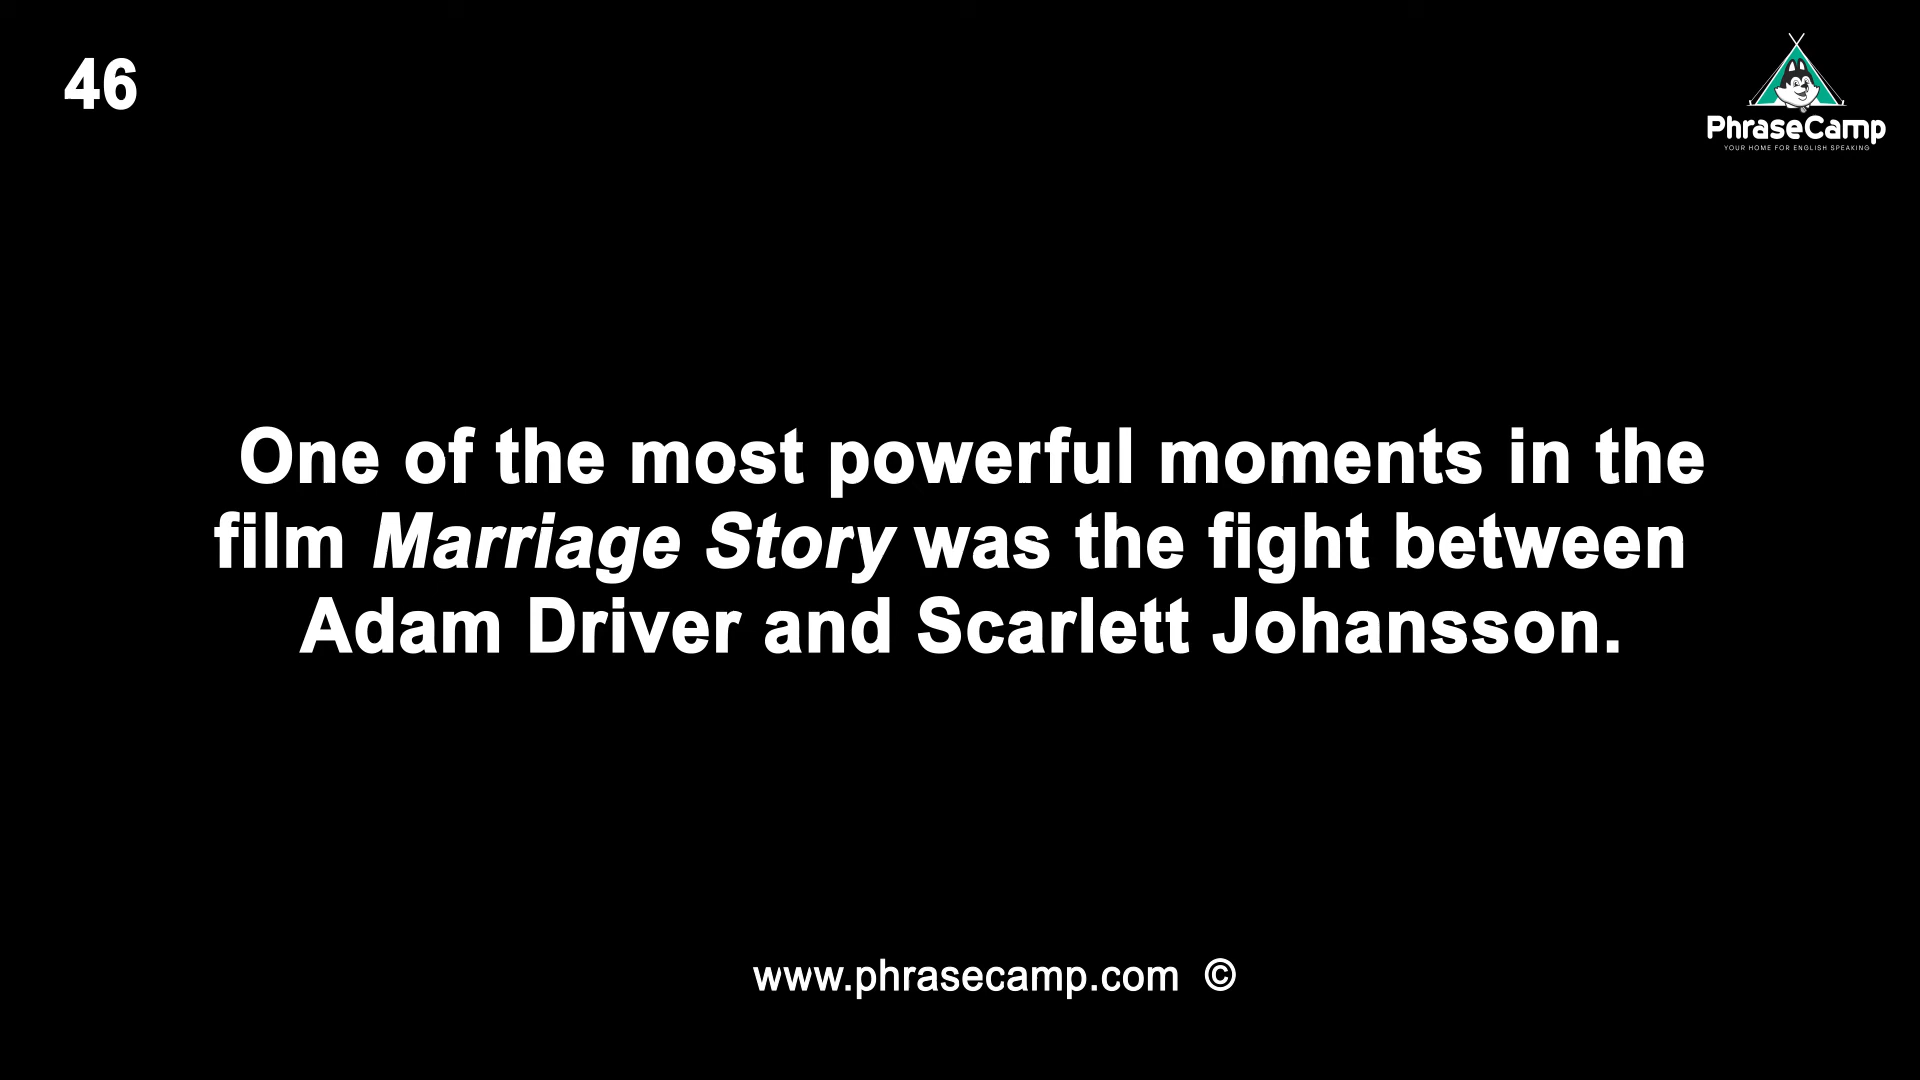 46
PhraseCamp
YOUR HOME FOR ENGLISH SPEAKING
One of the most powerful moments in the
film Marriage Story was the fight between
Adam Driver and Scarlett Johansson.
www.phrasecamp.com ©